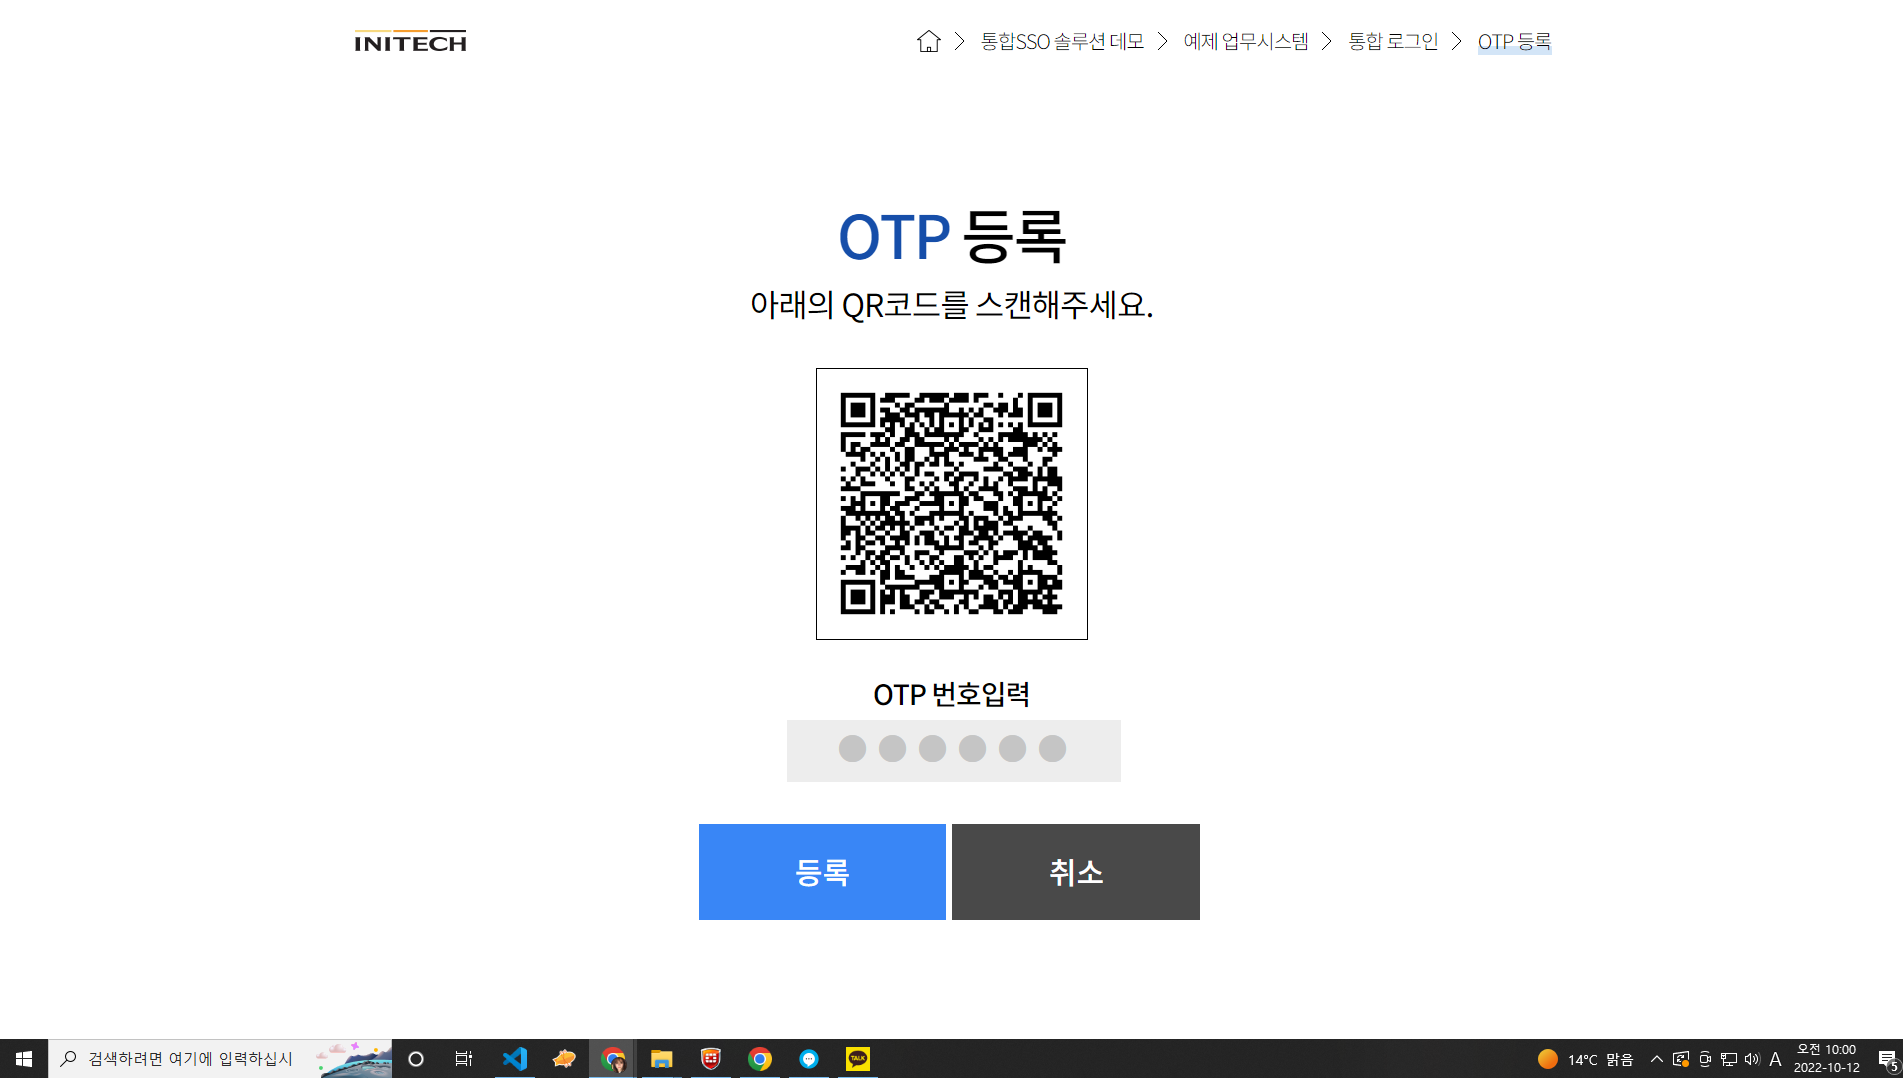 INITECH
통합SSO 솔루션 데모
예제 업무시스템
통합 로그인
OTP 등록
OTP 등록
아래의 QR코드를 스캔해주세요.
OTP 번호입력
등록
취소
검색하려면 여기에 입력하십시
TALK
14°C 맑음
A
오전 10:00
2022-10-12
5